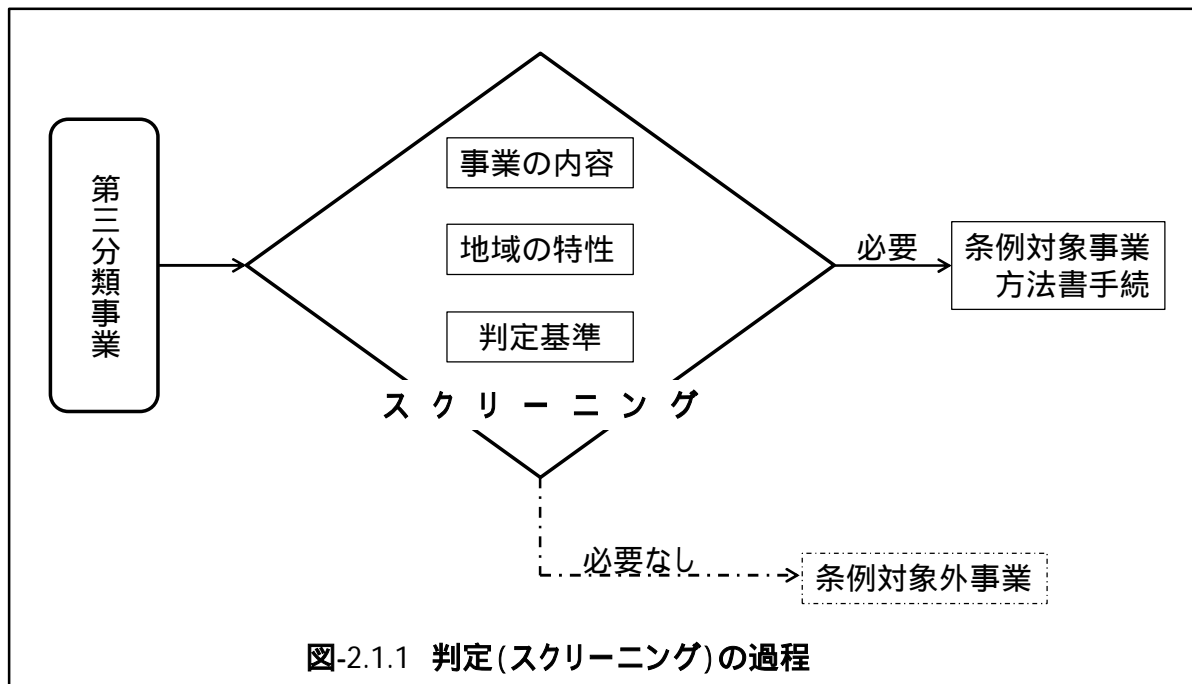 第三分類事業
事業の内容
地域の特性
判定基準
スクリーニング
必要
条例対象事業
方法書手続
必要なし
条例対象外事業
図-2.1.1 判定(スクリーニング)の過程